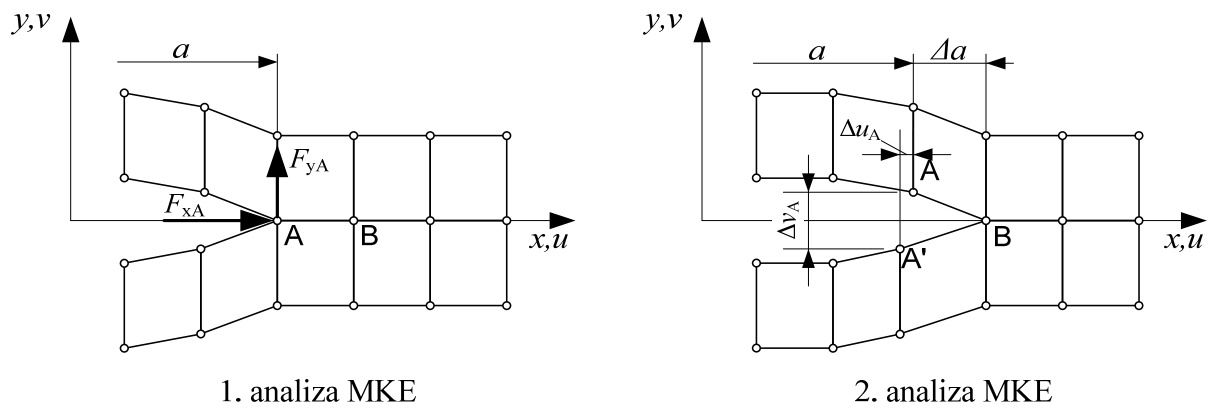 y,v
a
F_yA
F_xA
A
B
x,u
1. analiza MKE
y,v
a
Δa
Δu_A
A
Δv_A
A'
B
x,u
2. analiza MKE